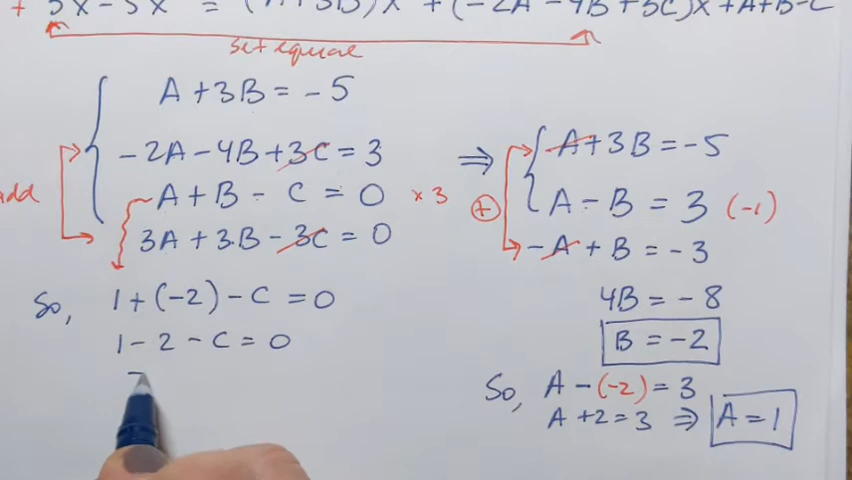 + 3x - 5x = (A+3B)x + (-2A - 4B + 3C)x + A+B-C
set equal
A + 3B = -5
-2A - 4B + 3C = 3
add
A + B - C = 0 × 3
3A + 3B - 3C = 0
So, 1 + (-2) - C = 0
1 - 2 - C = 0
-
⇒ A + 3B = -5
A - B = 3 (-1)
+
-A + B = -3
4B = -8
B = -2
So, A - (-2) = 3
A + 2 = 3 ⇒ A = 1